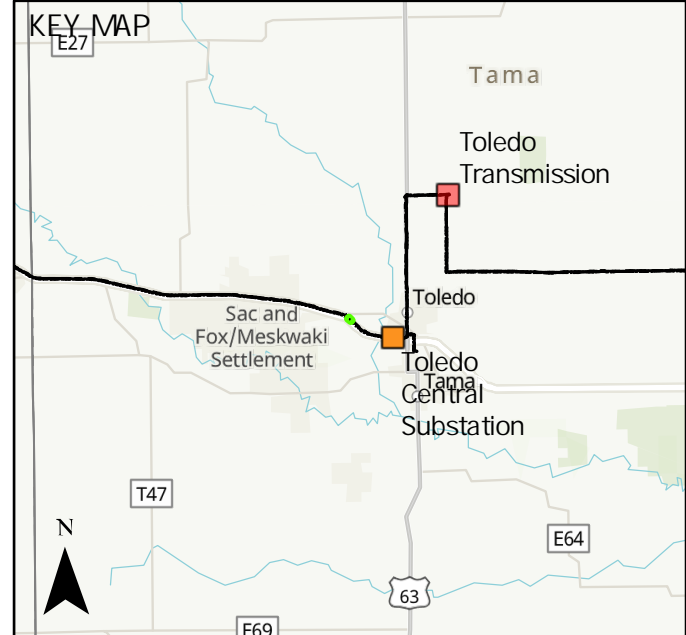 KEY MAP
E27
Tama
Toledo
Transmission
Toledo
Sac and
Fox/Meskwaki
Settlement
Toledo
Central
Substation
Tama
T47
N
E64
63
E69